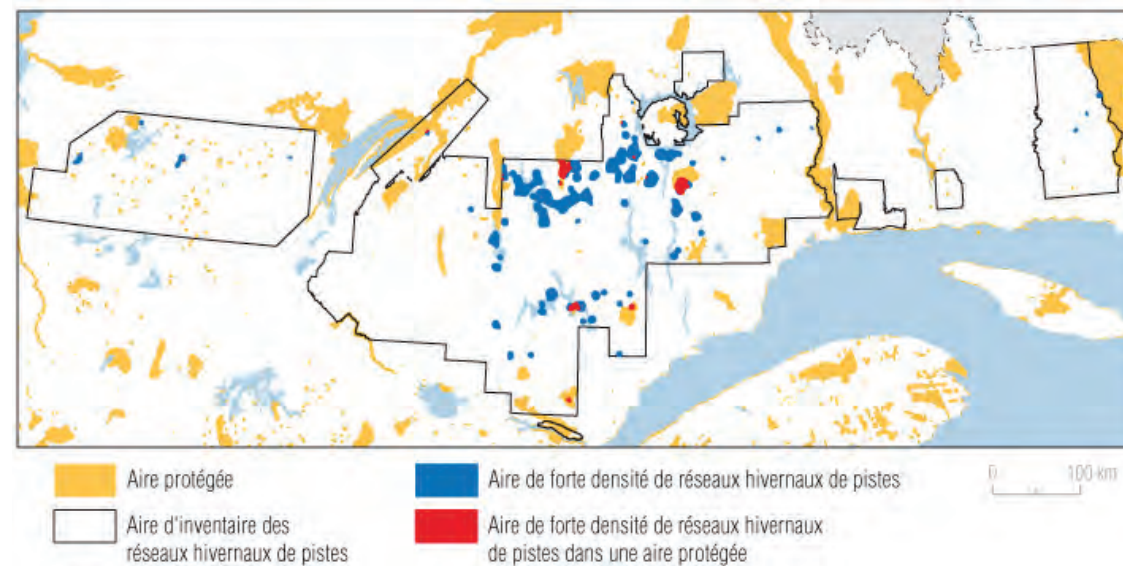 Aire protégée
Aire d'inventaire des
réseaux hivernaux de pistes
Aire de forte densité de réseaux hivernaux de pistes
Aire de forte densité de réseaux hivernaux
de pistes dans une aire protégée
0 100 km